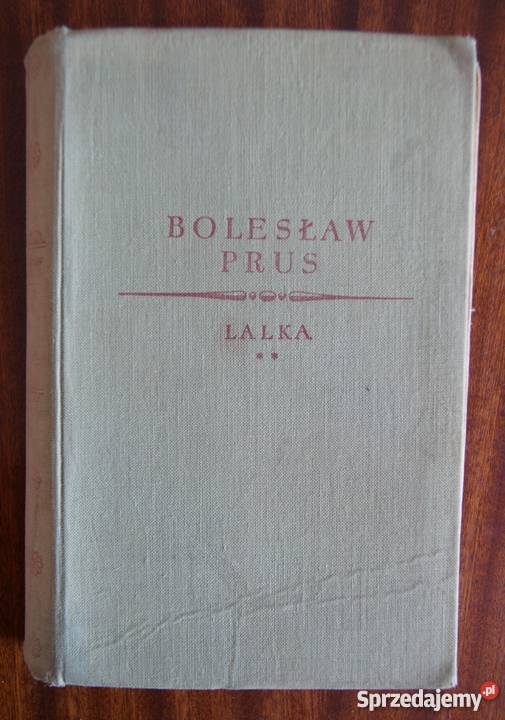 BOLESŁAW
PRUS
LALKA
**
Sprzedajemy.pl